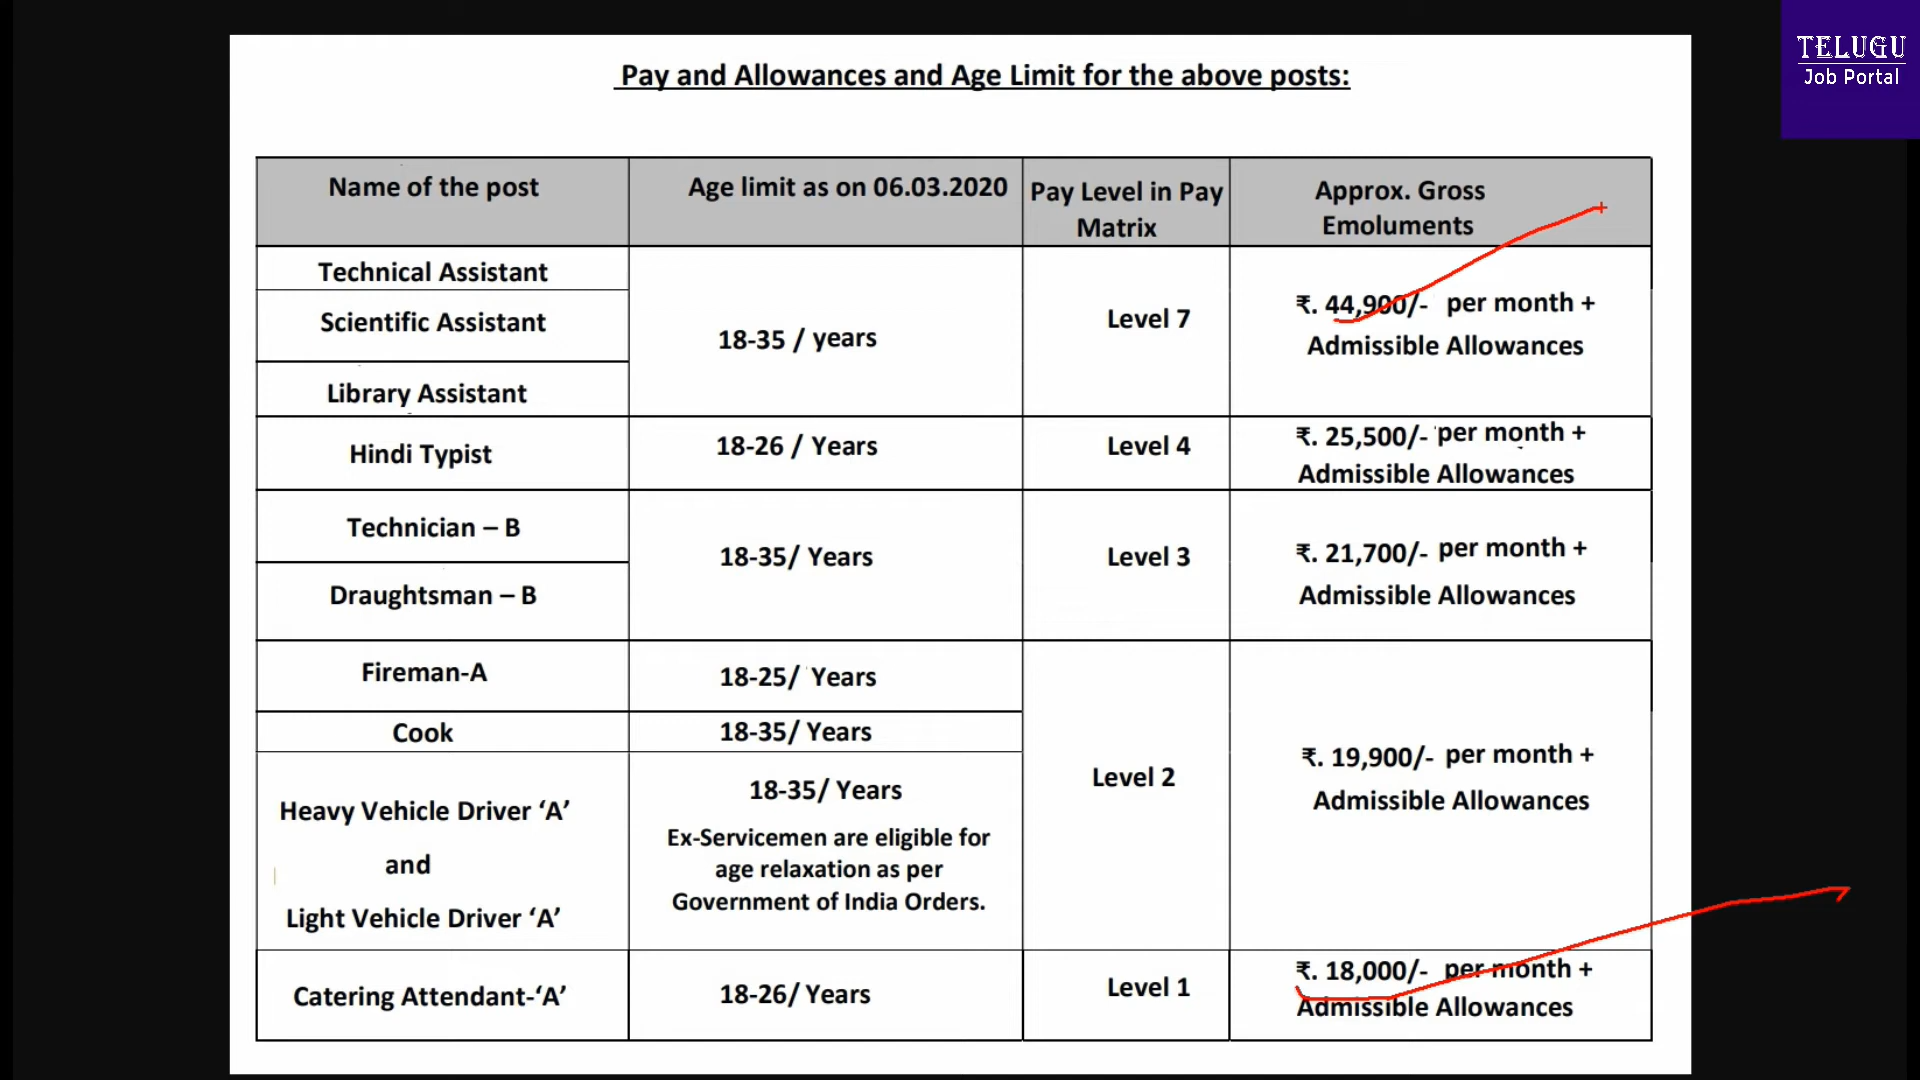 TELUGU
Job Portal
Pay and Allowances and Age Limit for the above posts:
Name of the post
Age limit as on 06.03.2020
Pay Level in Pay
Matrix
Approx. Gross
Emoluments
Technical Assistant
Scientific Assistant
Library Assistant
18-35 / years
Level 7
₹. 44,900/- per month +
Admissible Allowances
Hindi Typist
18-26 / Years
Level 4
₹. 25,500/- per month +
Admissible Allowances
Technician – B
Draughtsman – B
18-35/ Years
Level 3
₹. 21,700/- per month +
Admissible Allowances
Fireman-A
18-25/ Years
Cook
18-35/ Years
Heavy Vehicle Driver ‘A’
and
Light Vehicle Driver ‘A’
18-35/ Years
Ex-Servicemen are eligible for
age relaxation as per
Government of India Orders.
Level 2
₹. 19,900/- per month +
Admissible Allowances
Catering Attendant-‘A’
18-26/ Years
Level 1
₹. 18,000/- per month +
Admissible Allowances